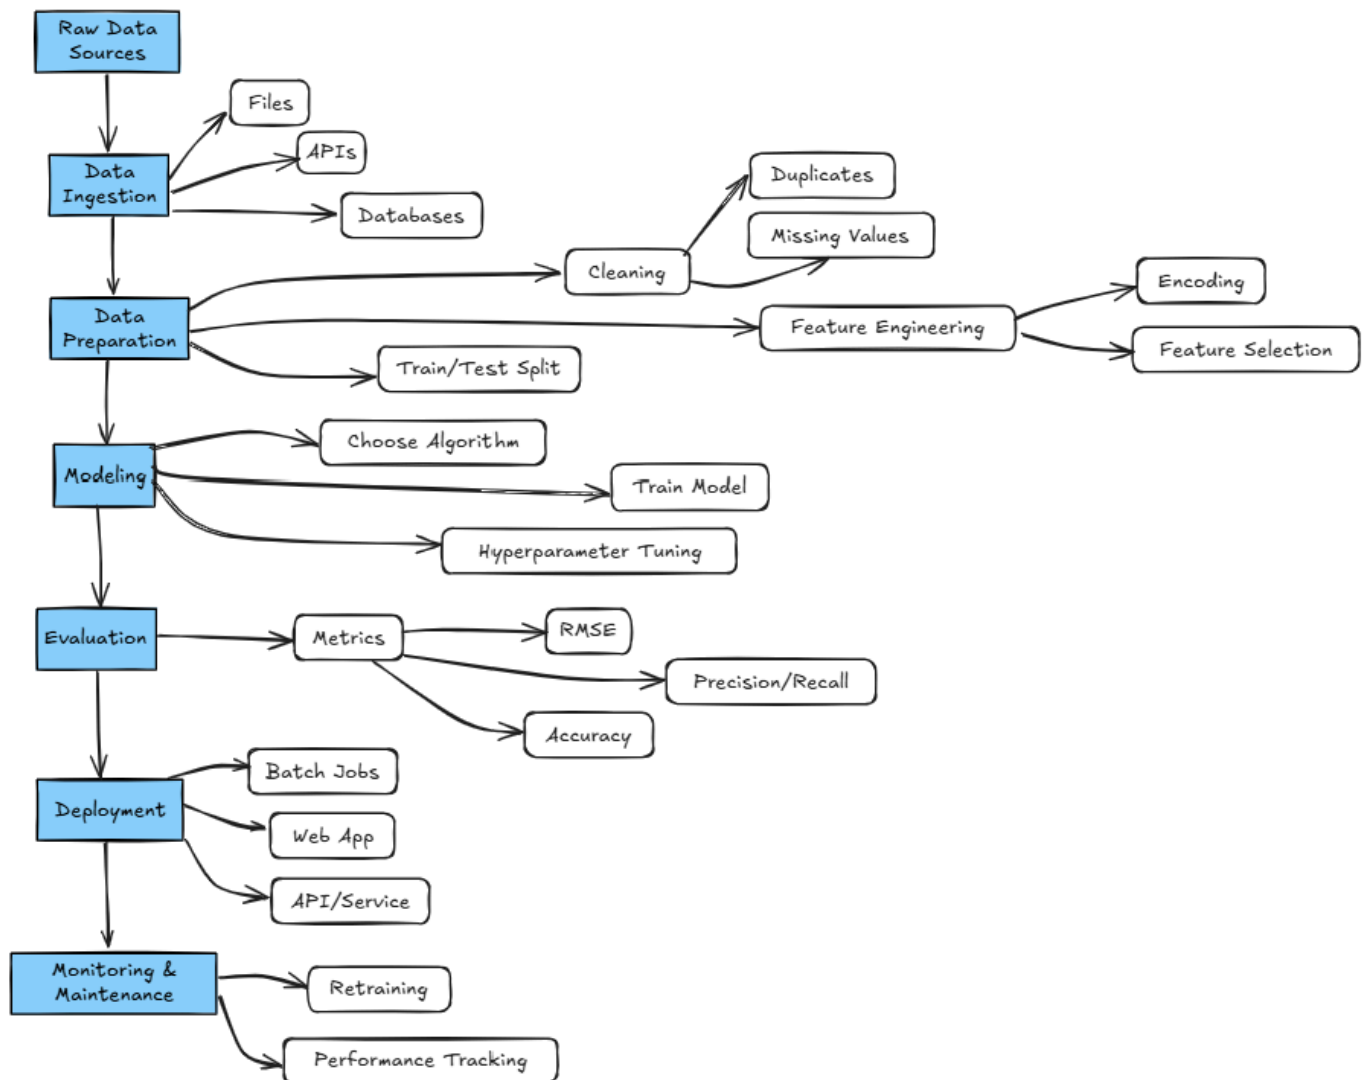 Raw Data
Sources
Files
APIs
Data
Ingestion
Databases
Duplicates
Missing Values
Cleaning
Encoding
Data
Preparation
Feature Engineering
Feature Selection
Train/Test Split
Choose Algorithm
Modeling
Train Model
Hyperparameter Tuning
Evaluation
Metrics
RMSE
Precision/Recall
Accuracy
Batch Jobs
Deployment
Web App
API/Service
Monitoring &
Maintenance
Retraining
Performance Tracking